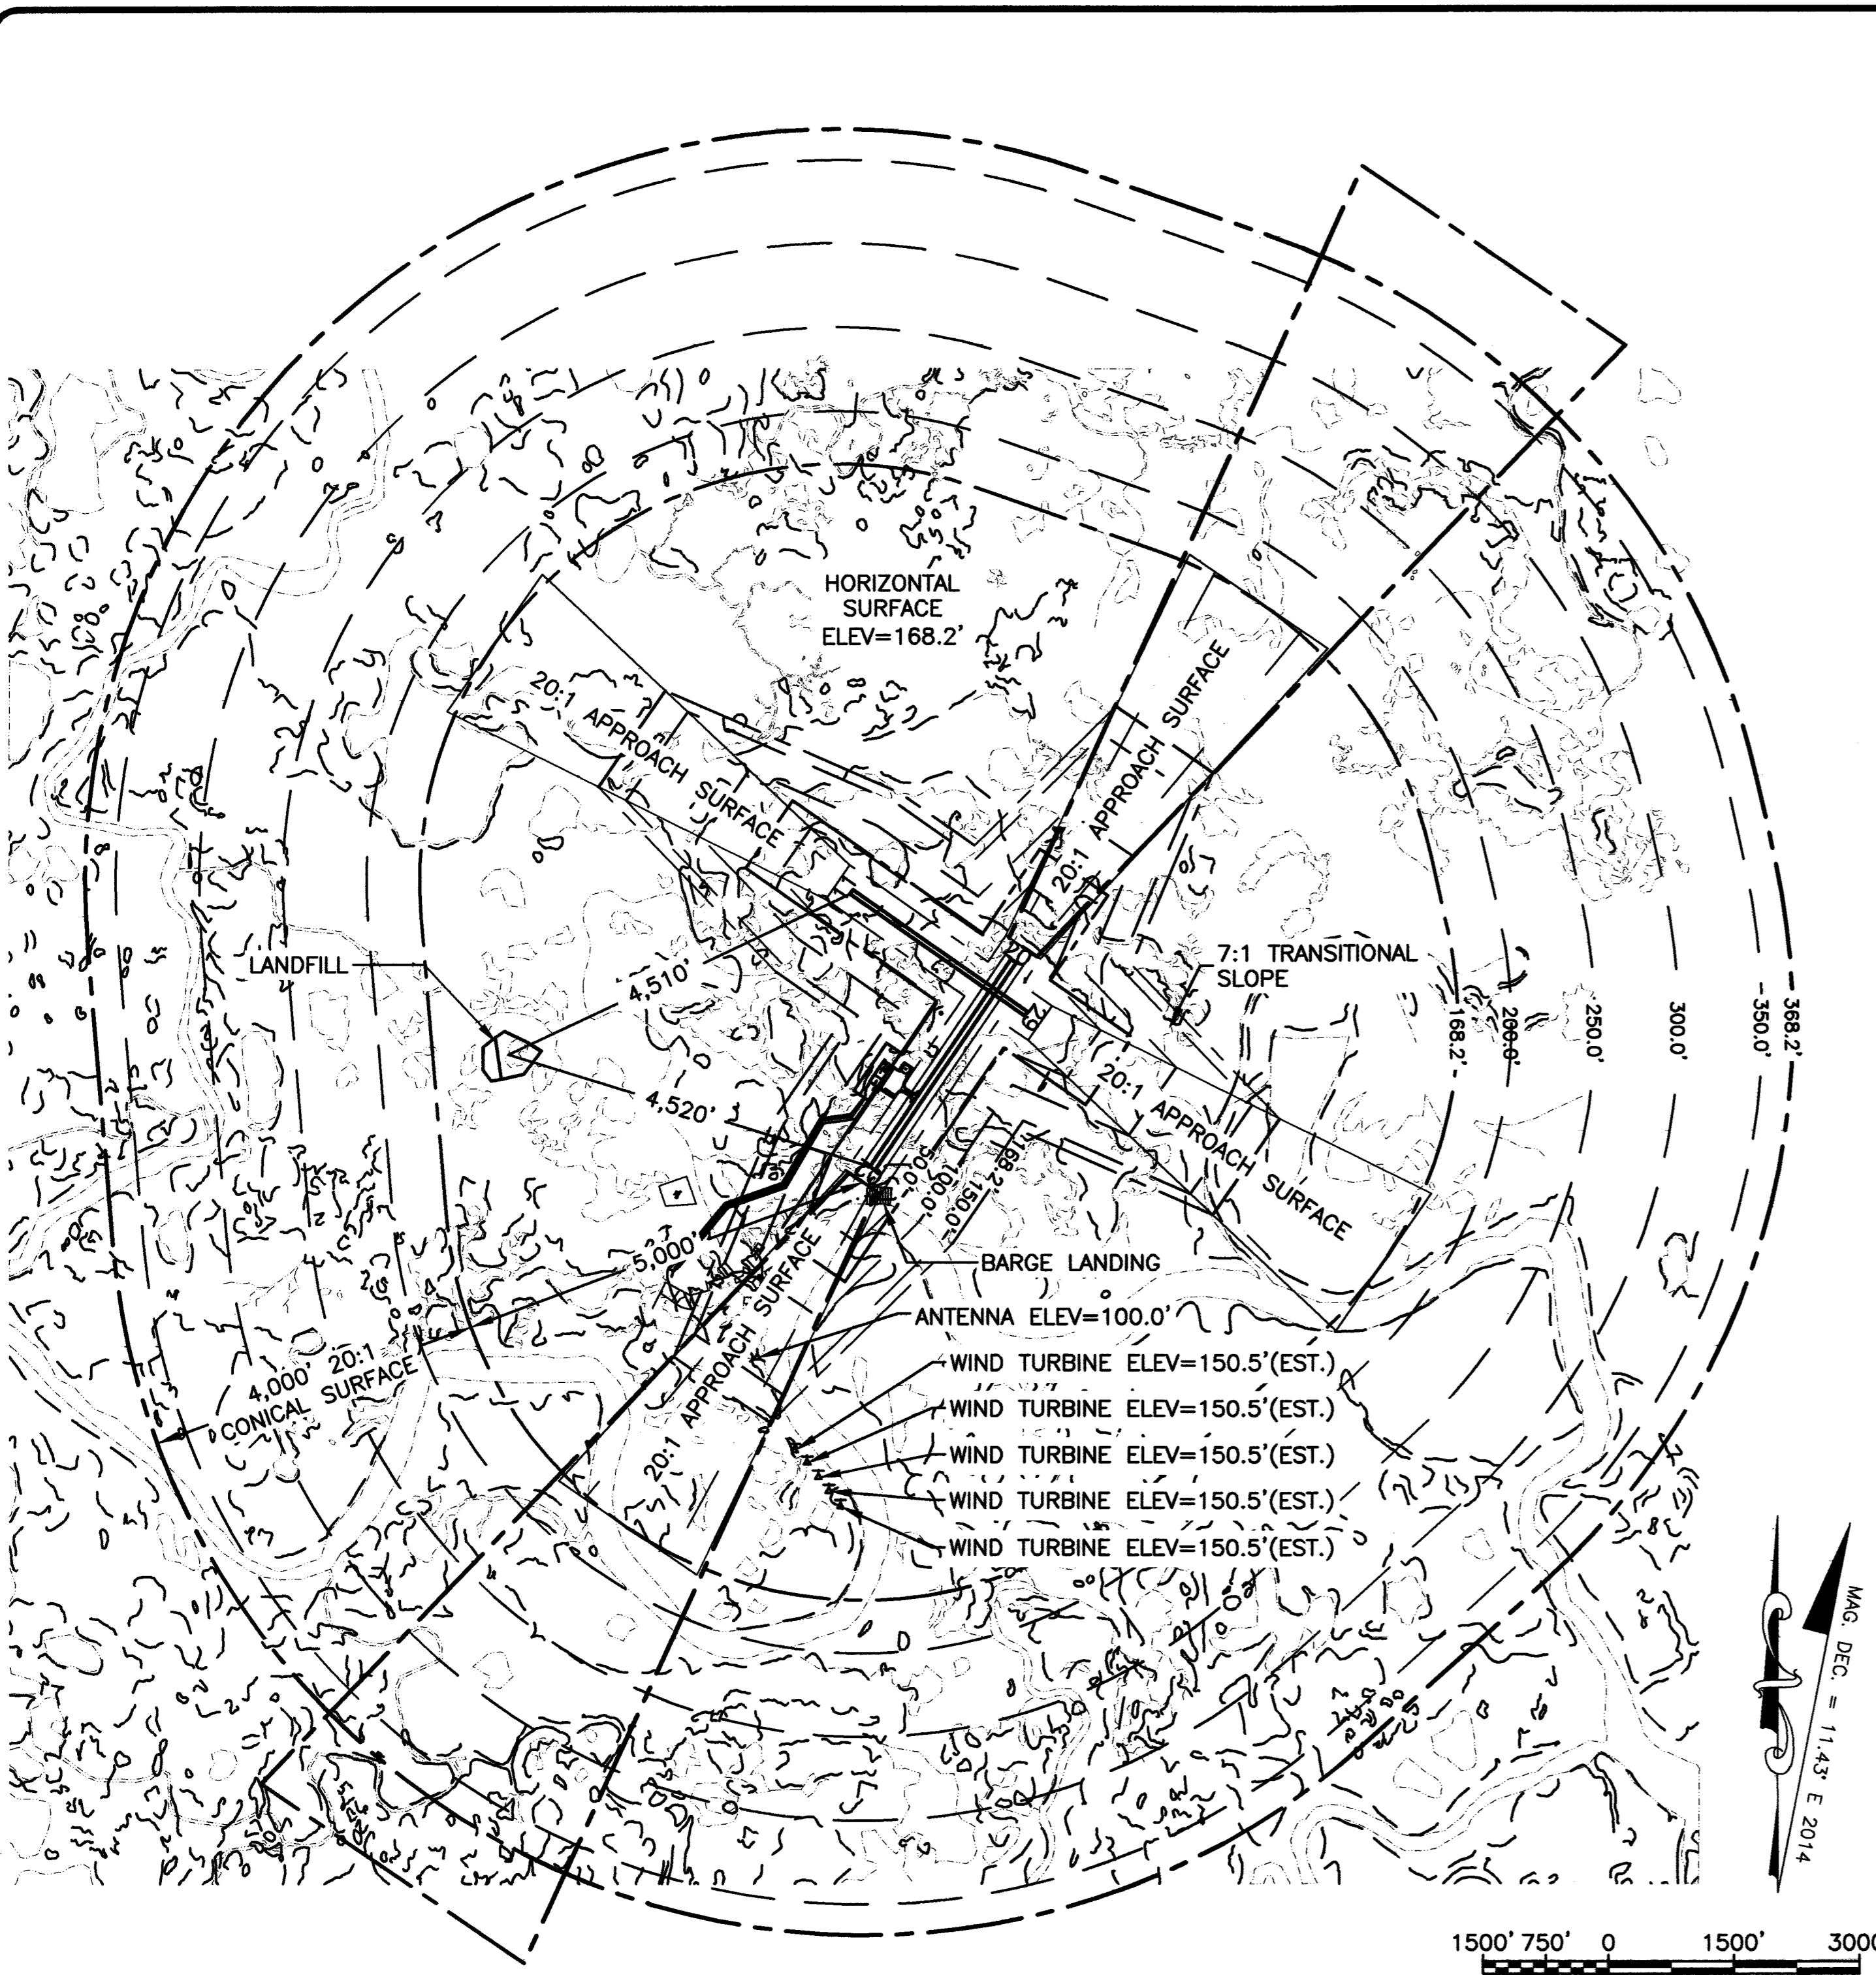 HORIZONTAL
SURFACE
ELEV=168.2'
20:1 APPROACH SURFACE
20:1 APPROACH SURFACE
20:1
7:1 TRANSITIONAL
SLOPE
LANDFILL
4,510'
29
168.2'
200.0'
250.0'
300.0'
350.0'
368.2'
4,520'
20:1 APPROACH SURFACE
50.0'
100.0'
150.0'
168.2'
5,000'
BARGE LANDING
ANTENNA ELEV=100.0'
WIND TURBINE ELEV=150.5'(EST.)
WIND TURBINE ELEV=150.5'(EST.)
WIND TURBINE ELEV=150.5'(EST.)
WIND TURBINE ELEV=150.5'(EST.)
WIND TURBINE ELEV=150.5'(EST.)
4,000' 20:1
CONICAL SURFACE
20:1 APPROACH SURFACE
MAG. DEC. = 11.43° E 2014
1500' 750' 0 1500'